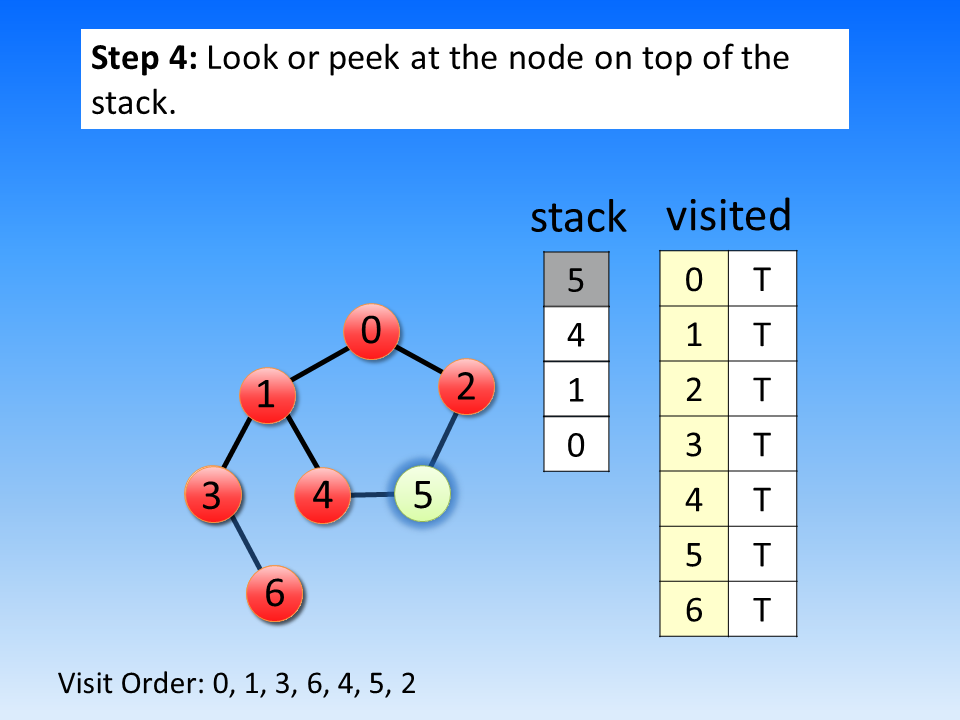 Step 4: Look or peek at the node on top of the
stack.
stack visited
5 0 T
4 1 T
1 2 T
0 3 T
4 T
5 T
6 T
0
1 2
3 4 5
6
Visit Order: 0, 1, 3, 6, 4, 5, 2